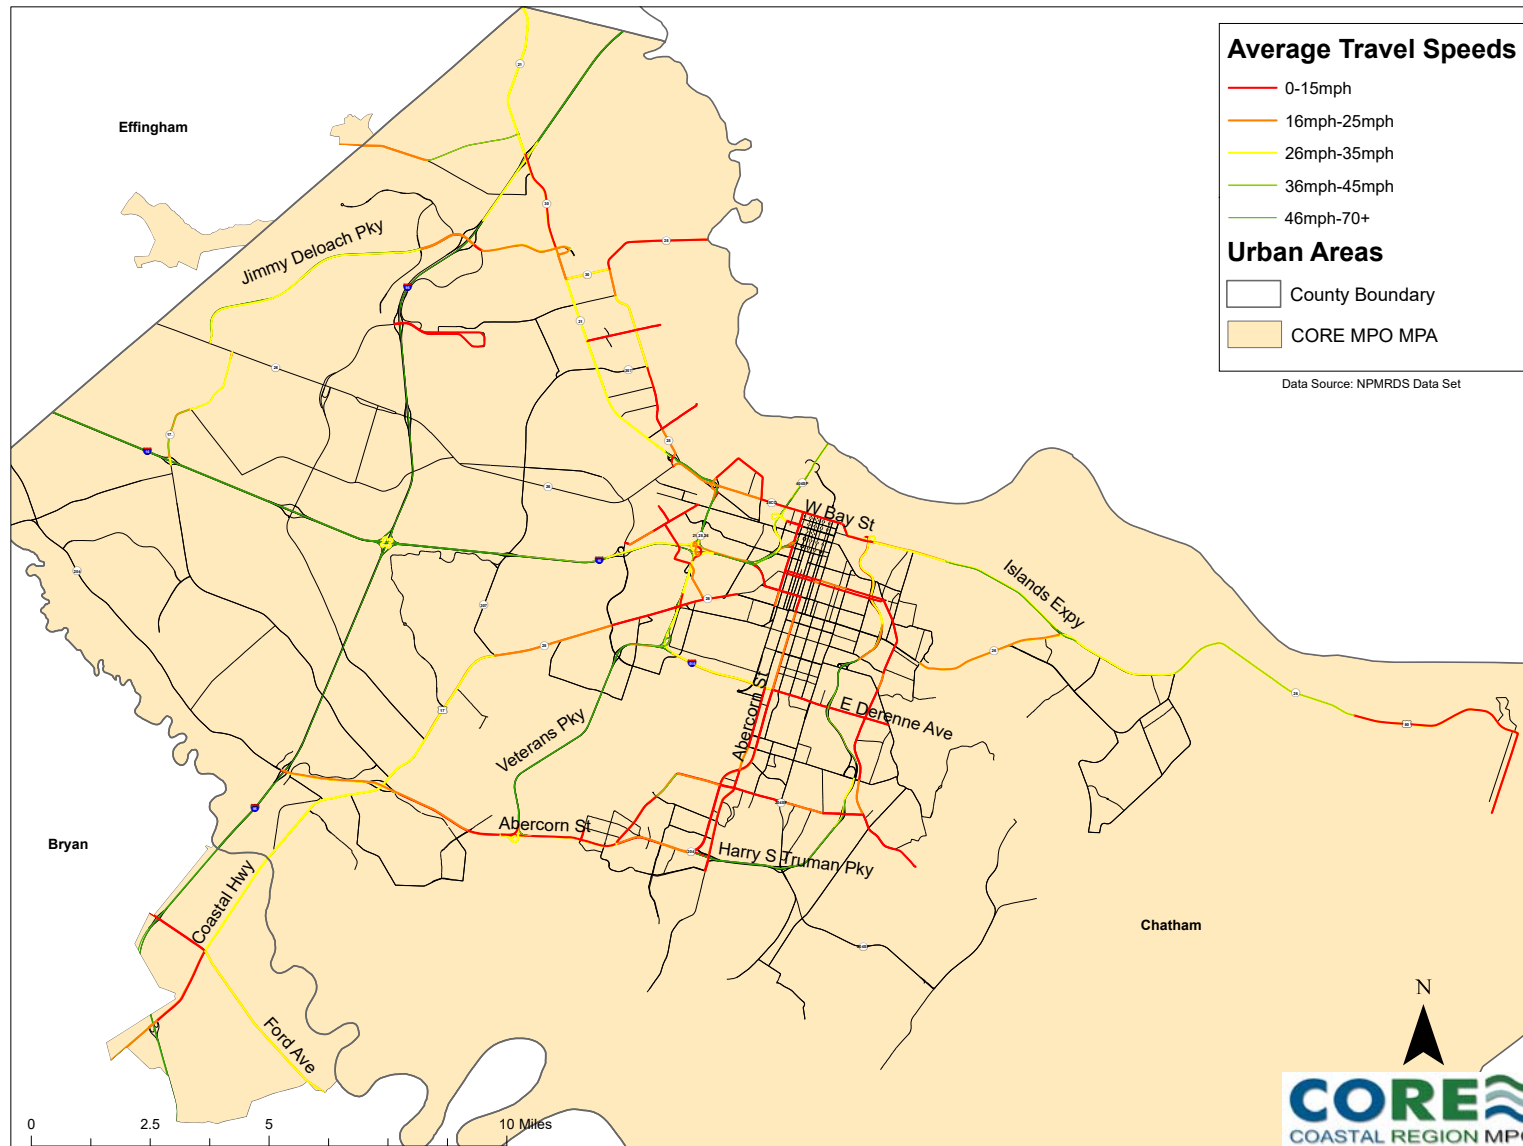 Average Travel Speeds
0-15mph
16mph-25mph
26mph-35mph
36mph-45mph
46mph-70+
Urban Areas
County Boundary
CORE MPO MPA
Data Source: NPMRDS Data Set
Effingham
Jimmy Deloach Pky
W Bay St
Islands Expy
Abercorn St
E Derenne Ave
Veterans Pky
Abercorn St
Harry S Truman Pky
Bryan
Coastal Hwy
Chatham
Ford Ave
N
0 2.5 5 10 Miles
CORE
COASTAL REGION MPO